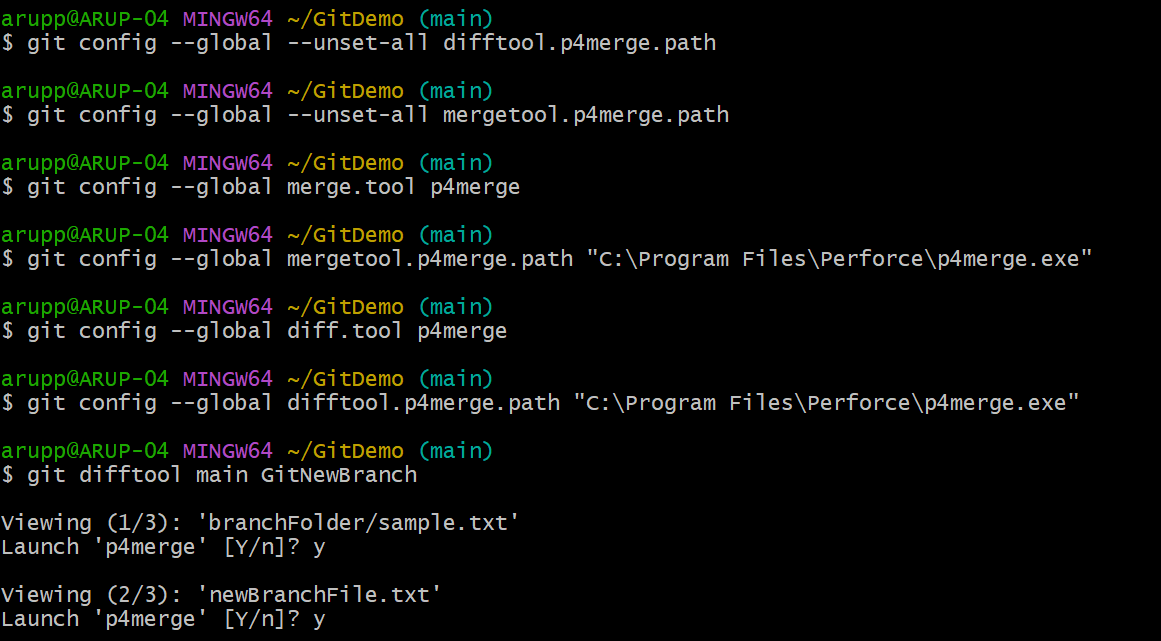 arupp@ARUP-04 MINGW64 ~/GitDemo (main)
$ git config --global --unset-all difftool.p4merge.path
arupp@ARUP-04 MINGW64 ~/GitDemo (main)
$ git config --global --unset-all mergetool.p4merge.path
arupp@ARUP-04 MINGW64 ~/GitDemo (main)
$ git config --global merge.tool p4merge
arupp@ARUP-04 MINGW64 ~/GitDemo (main)
$ git config --global mergetool.p4merge.path "C:\Program Files\Perforce\p4merge.exe"
arupp@ARUP-04 MINGW64 ~/GitDemo (main)
$ git config --global diff.tool p4merge
arupp@ARUP-04 MINGW64 ~/GitDemo (main)
$ git config --global difftool.p4merge.path "C:\Program Files\Perforce\p4merge.exe"
arupp@ARUP-04 MINGW64 ~/GitDemo (main)
$ git difftool main GitNewBranch
Viewing (1/3): 'branchFolder/sample.txt'
Launch 'p4merge' [Y/n]? y
Viewing (2/3): 'newBranchFile.txt'
Launch 'p4merge' [Y/n]? y